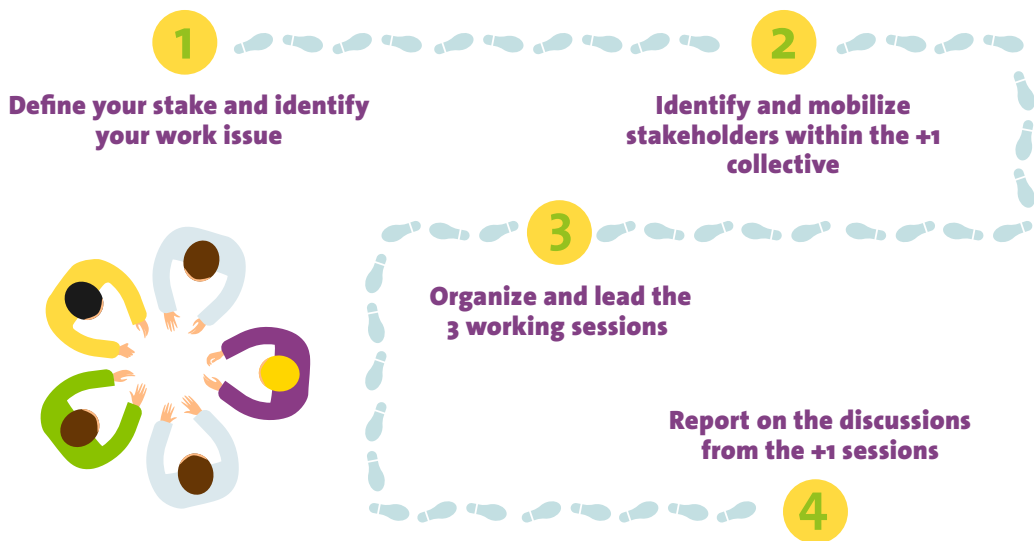 1
Define your stake and identify
your work issue
2
Identify and mobilize
stakeholders within the +1
collective
3
Organize and lead the
3 working sessions
Report on the discussions
from the +1 sessions
4